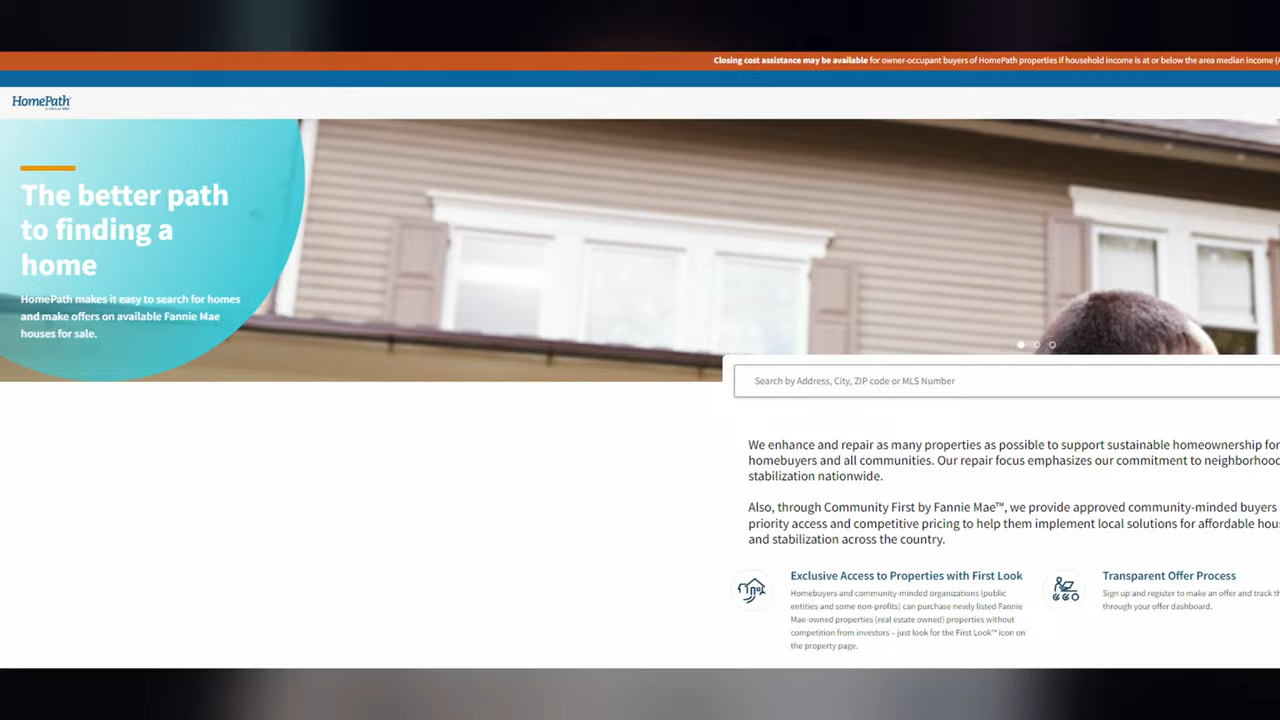 Closing cost assistance may be available for owner-occupant buyers of HomePath properties if household income is at or below the area median income
HomePath
The better path
to finding a
home
HomePath makes it easy to search for homes
and make offers on available Fannie Mae
houses for sale.
Search by Address, City, ZIP code or MLS Number
We enhance and repair as many properties as possible to support sustainable homeownership for
homebuyers and all communities. Our repair focus emphasizes our commitment to neighborhood
stabilization nationwide.
Also, through Community First by Fannie Mae™, we provide approved community-minded buyers
priority access and competitive pricing to help them implement local solutions for affordable
and stabilization across the country.
Exclusive Access to Properties with First Look
Homebuyers and community-minded organizations (public
entities and some non-profits) can purchase newly listed Fannie
Mae-owned properties (real estate owned) properties without
competition from investors – just look for the First Look™ icon on
the property page.
Transparent Offer Process
Sign up and register to make an offer and track
through your offer dashboard.